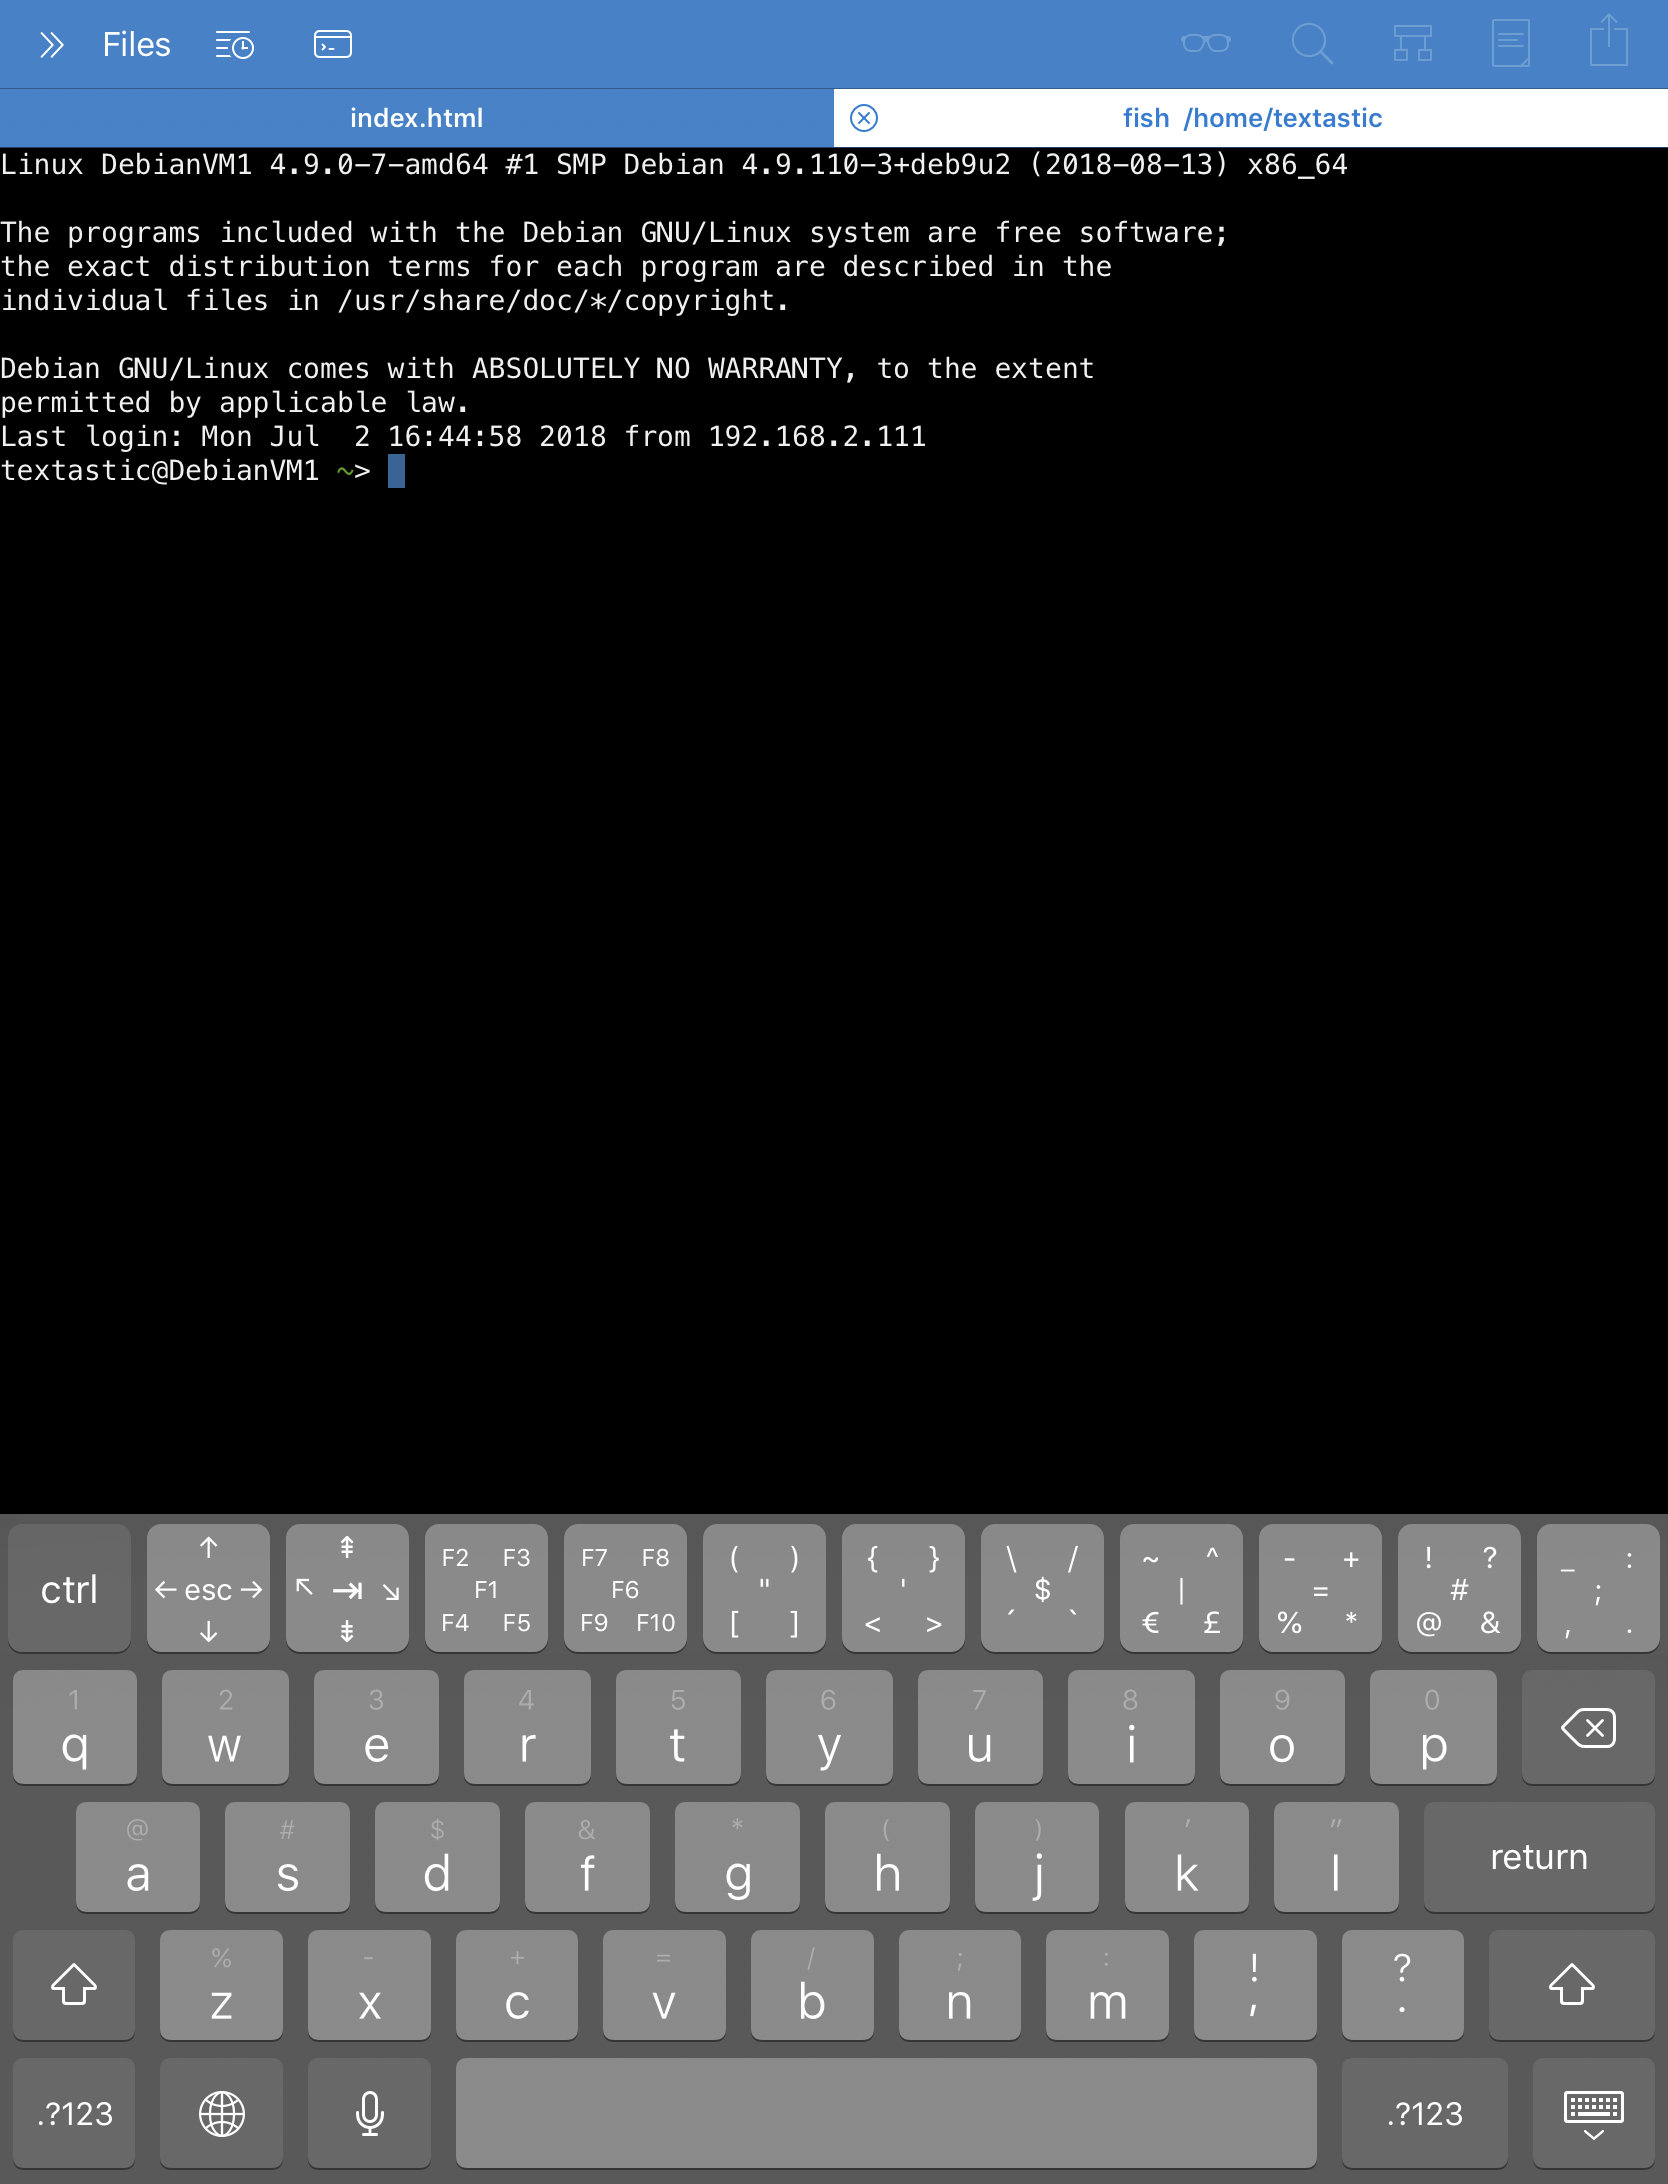 Files
index.html
fish /home/textastic
Linux DebianVM1 4.9.0-7-amd64 #1 SMP Debian 4.9.110-3+deb9u2 (2018-08-13) x86_64
The programs included with the Debian GNU/Linux system are free software;
the exact distribution terms for each program are described in the
individual files in /usr/share/doc/*/copyright.
Debian GNU/Linux comes with ABSOLUTELY NO WARRANTY, to the extent
permitted by applicable law.
Last login: Mon Jul  2 16:44:58 2018 from 192.168.2.111
textastic@DebianVM1 ~>
ctrl ↑ ← esc → ↓ ⇞ ↖ ⇥ ↘ ⇟ F2 F3 F1 F4 F5 F7 F8 F6 F9 F10 ( ) " [ ] { } ' < > \ / $ ´ ` ~ ^ | € £ - + = % * ! ? # @ & _ : ; , .
1 2 3 4 5 6 7 8 9 0
q w e r t y u i o p
@ # $ & * ( ) ' "
a s d f g h j k l return
% - + = / ; : ! ?
z x c v b n m , .
.?123 .?123